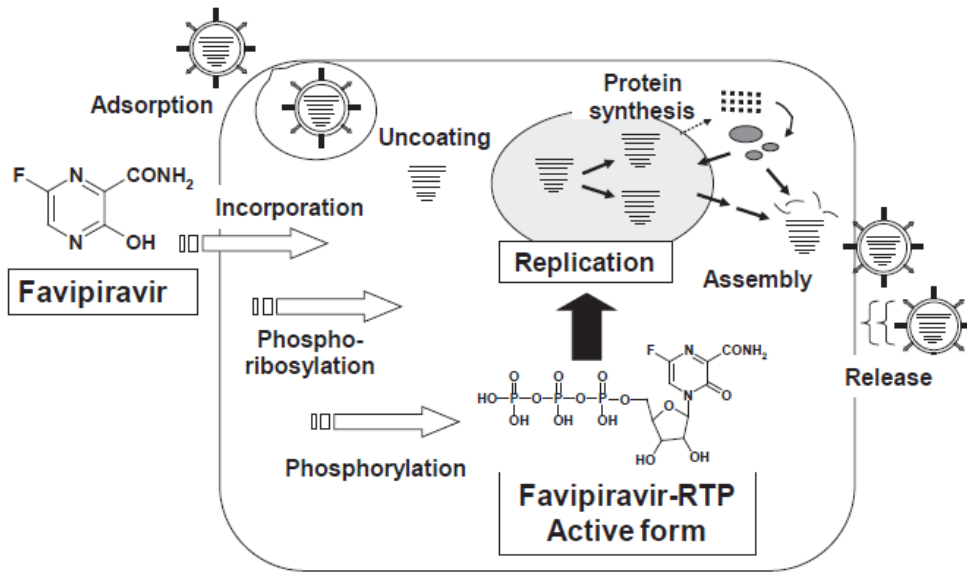 Adsorption
Uncoating
Protein
synthesis
F
N
N
CONH₂
OH
Favipiravir
Incorporation
Replication
Assembly
Release
Phospho-
ribosylation
Phosphorylation
F
N
N
CONH₂
O
O O O
HO-P-O-P-O-P-O
OH OH OH
O
HO OH
Favipiravir-RTP
Active form